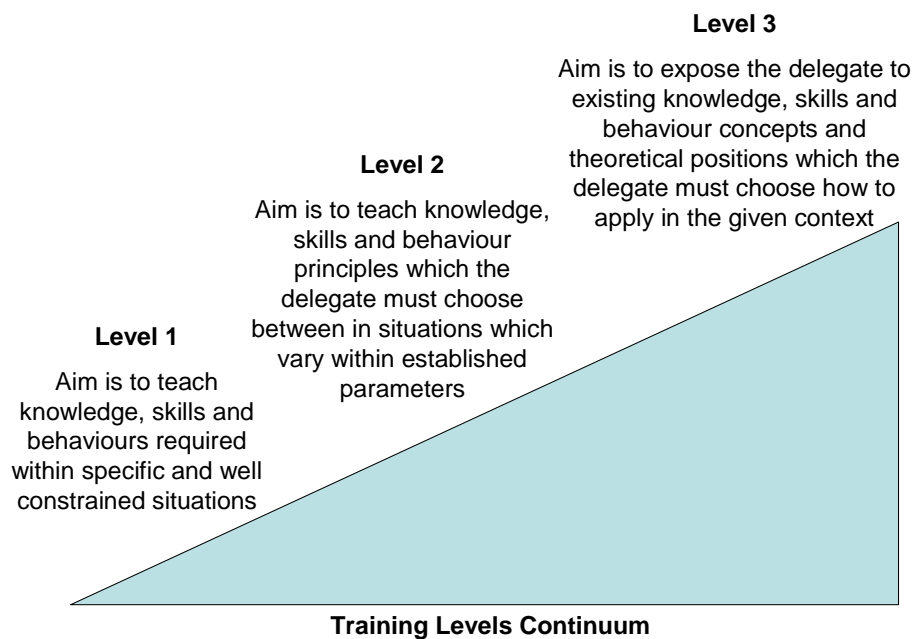 Level 1
Aim is to teach
knowledge, skills and
behaviours required
within specific and well
constrained situations
Level 2
Aim is to teach knowledge,
skills and behaviour
principles which the
delegate must choose
between in situations which
vary within established
parameters
Level 3
Aim is to expose the delegate to
existing knowledge, skills and
behaviour concepts and
theoretical positions which the
delegate must choose how to
apply in the given context
Training Levels Continuum